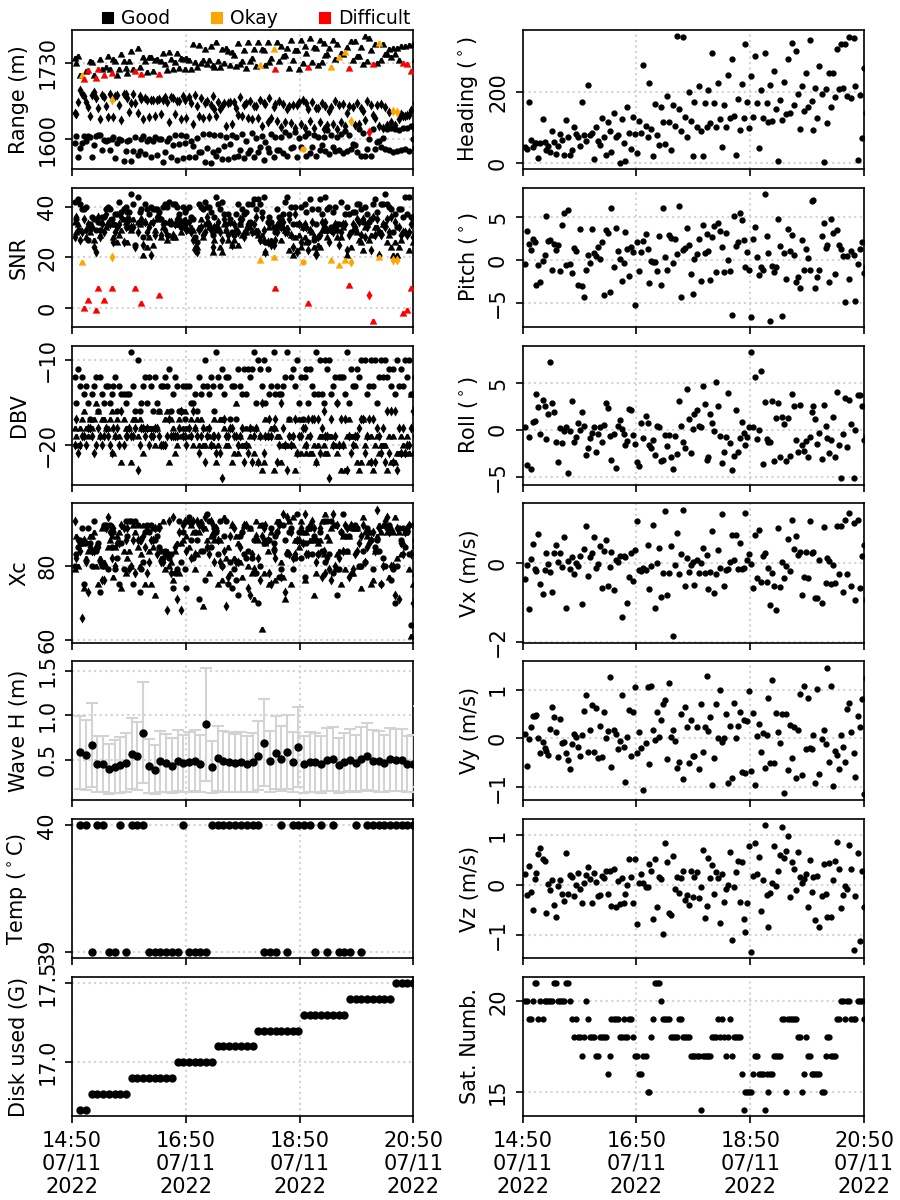 Good Okay Difficult
Range (m)
1730
1600
Heading (°)
200
0
SNR
40
20
0
Pitch (°)
5
0
−5
DBV
−10
−20
Roll (°)
5
0
−5
Xc
80
60
Vx (m/s)
0
−2
Wave H (m)
1.5
1.0
0.5
Vy (m/s)
1
0
−1
Temp (°C)
40
39
Vz (m/s)
1
0
−1
Disk used (G)
17.5
17.0
Sat. Numb.
20
15
14:50 16:50 18:50 20:50 14:50 16:50 18:50 20:50
07/11 07/11 07/11 07/11 07/11 07/11 07/11 07/11
2022 2022 2022 2022 2022 2022 2022 2022